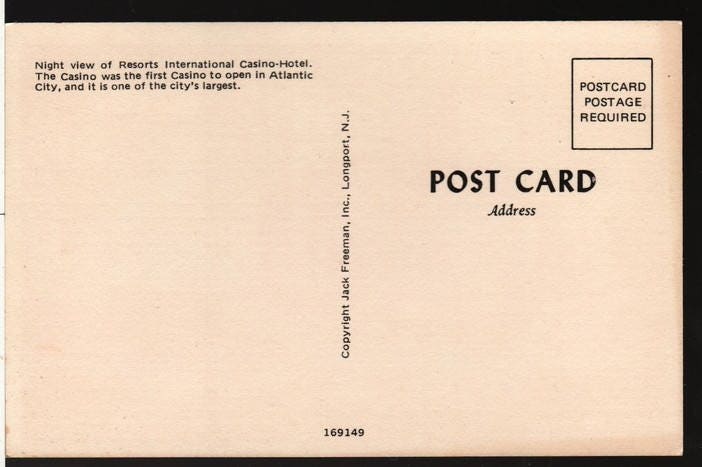 Night view of Resorts International Casino-Hotel.
The Casino was the first Casino to open in Atlantic
City, and it is one of the city's largest.
Copyright Jack Freeman, Inc., Longport, N.J.
POSTCARD
POSTAGE
REQUIRED
POST CARD
Address
169149